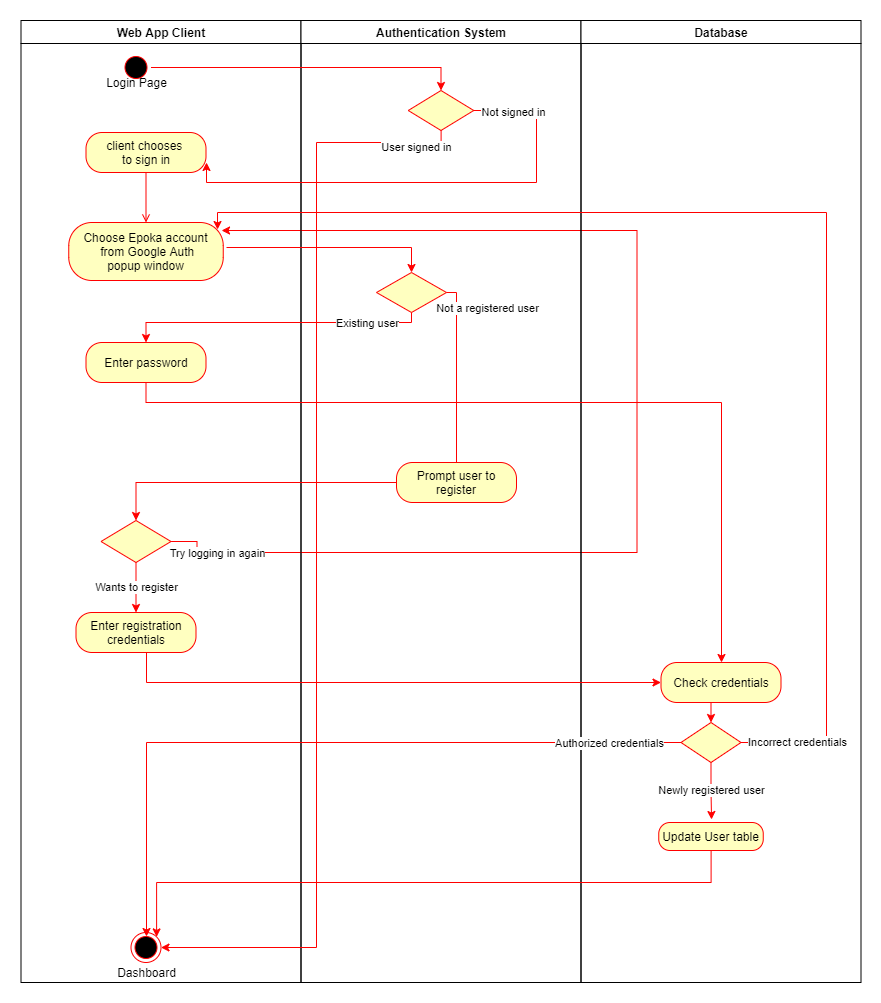 Web App Client
Authentication System
Database
Login Page
Not signed in
User signed in
client chooses
to sign in
Choose Epoka account
from Google Auth
popup window
Not a registered user
Existing user
Enter password
Prompt user to
register
Try logging in again
Wants to register
Enter registration
credentials
Check credentials
Authorized credentials
Incorrect credentials
Newly registered user
Update User table
Dashboard